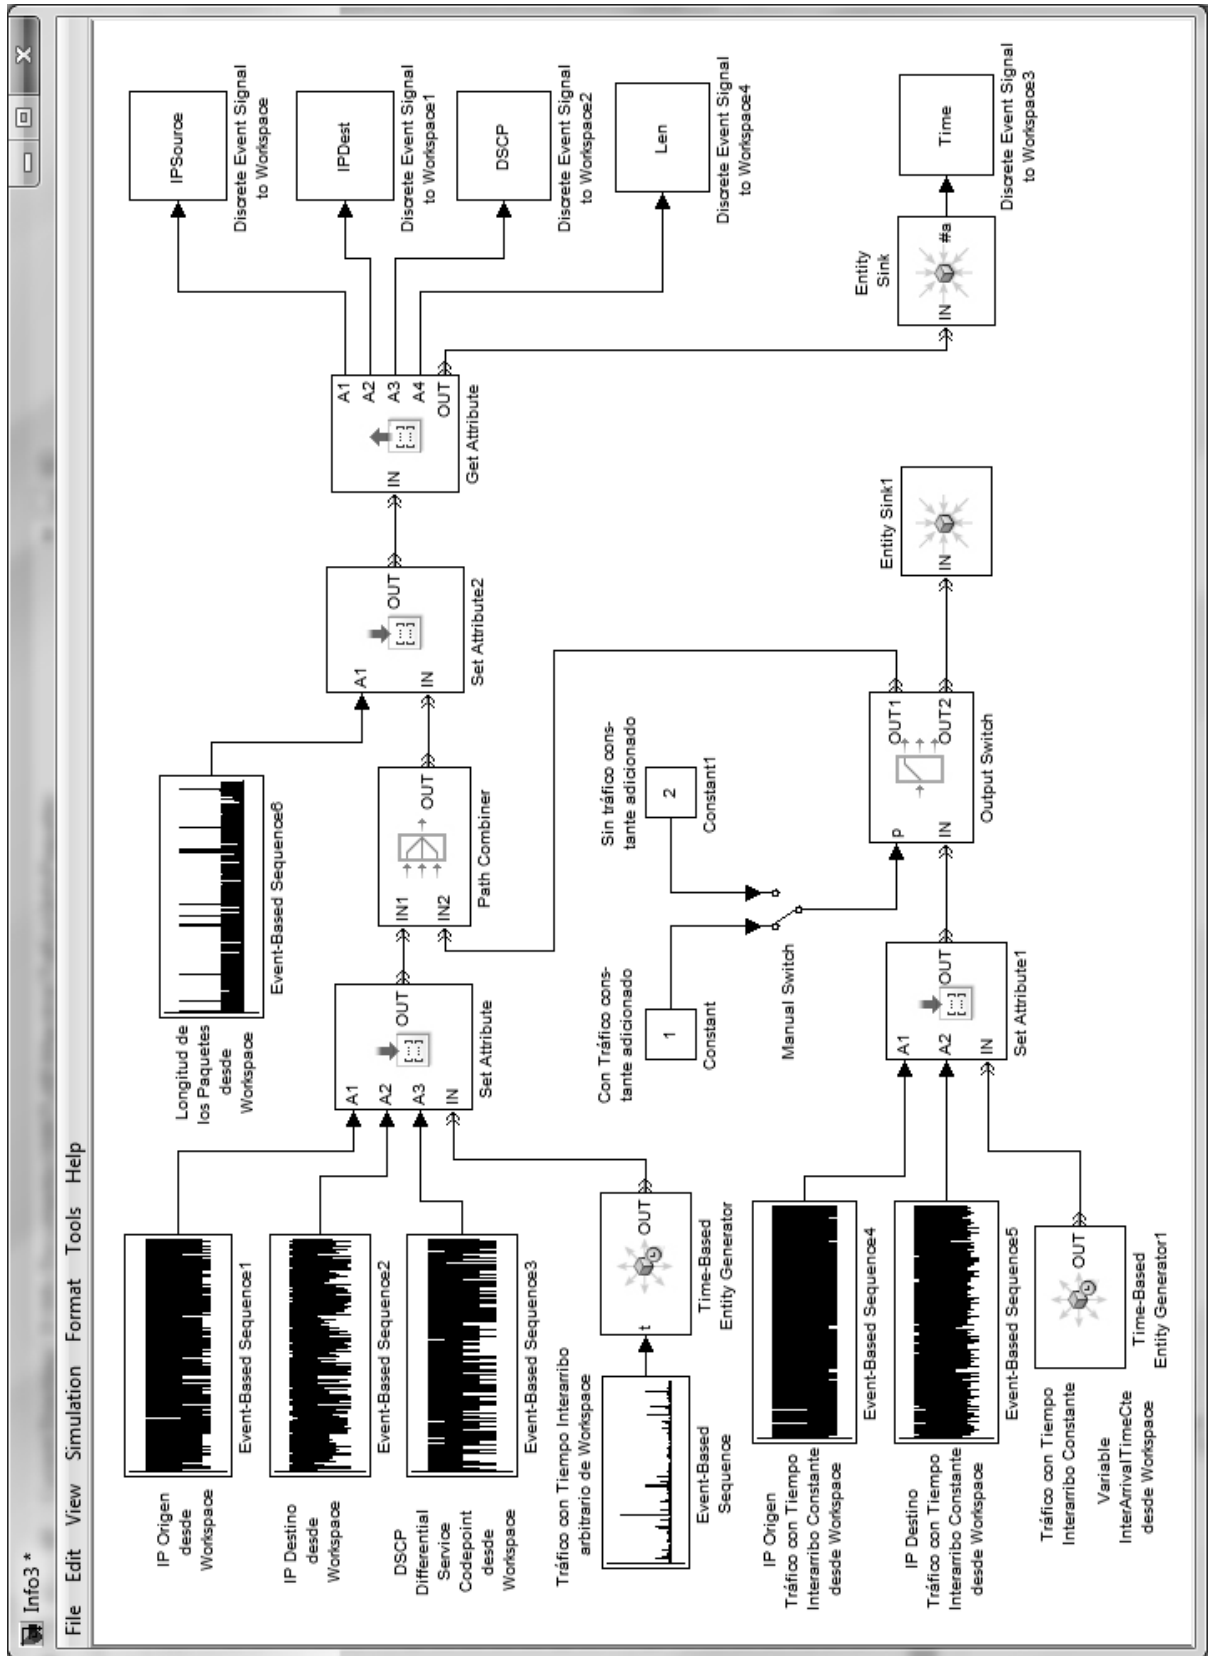 Info3 *
File Edit View Simulation Format Tools Help
IP Origen
desde
Workspace
Event-Based Sequence1
IP Destino
desde
Workspace
Event-Based Sequence2
DSCP
Differential
Service
Codepoint
desde
Workspace
Event-Based Sequence3
Tráfico con Tiempo Interarribo
arbitrario de Workspace
Event-Based
Sequence
t
OUT
Time-Based
Entity Generator
A1
A2
A3
IN
OUT
Set Attribute
Longitud de
los Paquetes
desde
Workspace
Event-Based Sequence6
IN1
IN2
OUT
Path Combiner
A1
IN
OUT
Set Attribute2
IN
A1
A2
A3
A4
OUT
Get Attribute
IPSource
Discrete Event Signal
to Workspace
IPDest
Discrete Event Signal
to Workspace1
DSCP
Discrete Event Signal
to Workspace2
Len
Discrete Event Signal
to Workspace4
Entity
Sink
IN
#a
Time
Discrete Event Signal
to Workspace3
IP Origen
Tráfico con Tiempo
Interarribo Constante
desde Workspace
Event-Based Sequence4
IP Destino
Tráfico con Tiempo
Interarribo Constante
desde Workspace
Event-Based Sequence5
Tráfico con Tiempo
Interarribo Constante
Variable
InterArrivalTimeCte
desde Workspace
OUT
Time-Based
Entity Generator1
A1
A2
IN
OUT
Set Attribute1
Con Tráfico cons-
tante adicionado
1
Constant
Sin tráfico cons-
tante adicionado
2
Constant1
Manual Switch
p
IN
OUT1
OUT2
Output Switch
Entity Sink1
IN